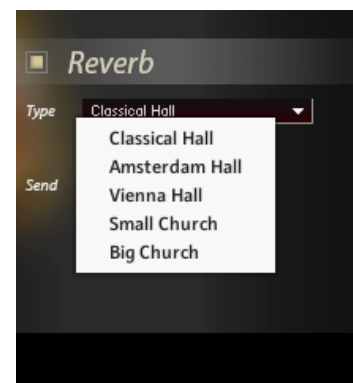 Reverb
Type Classical Hall
Classical Hall
Amsterdam Hall
Send
Vienna Hall
Small Church
Big Church